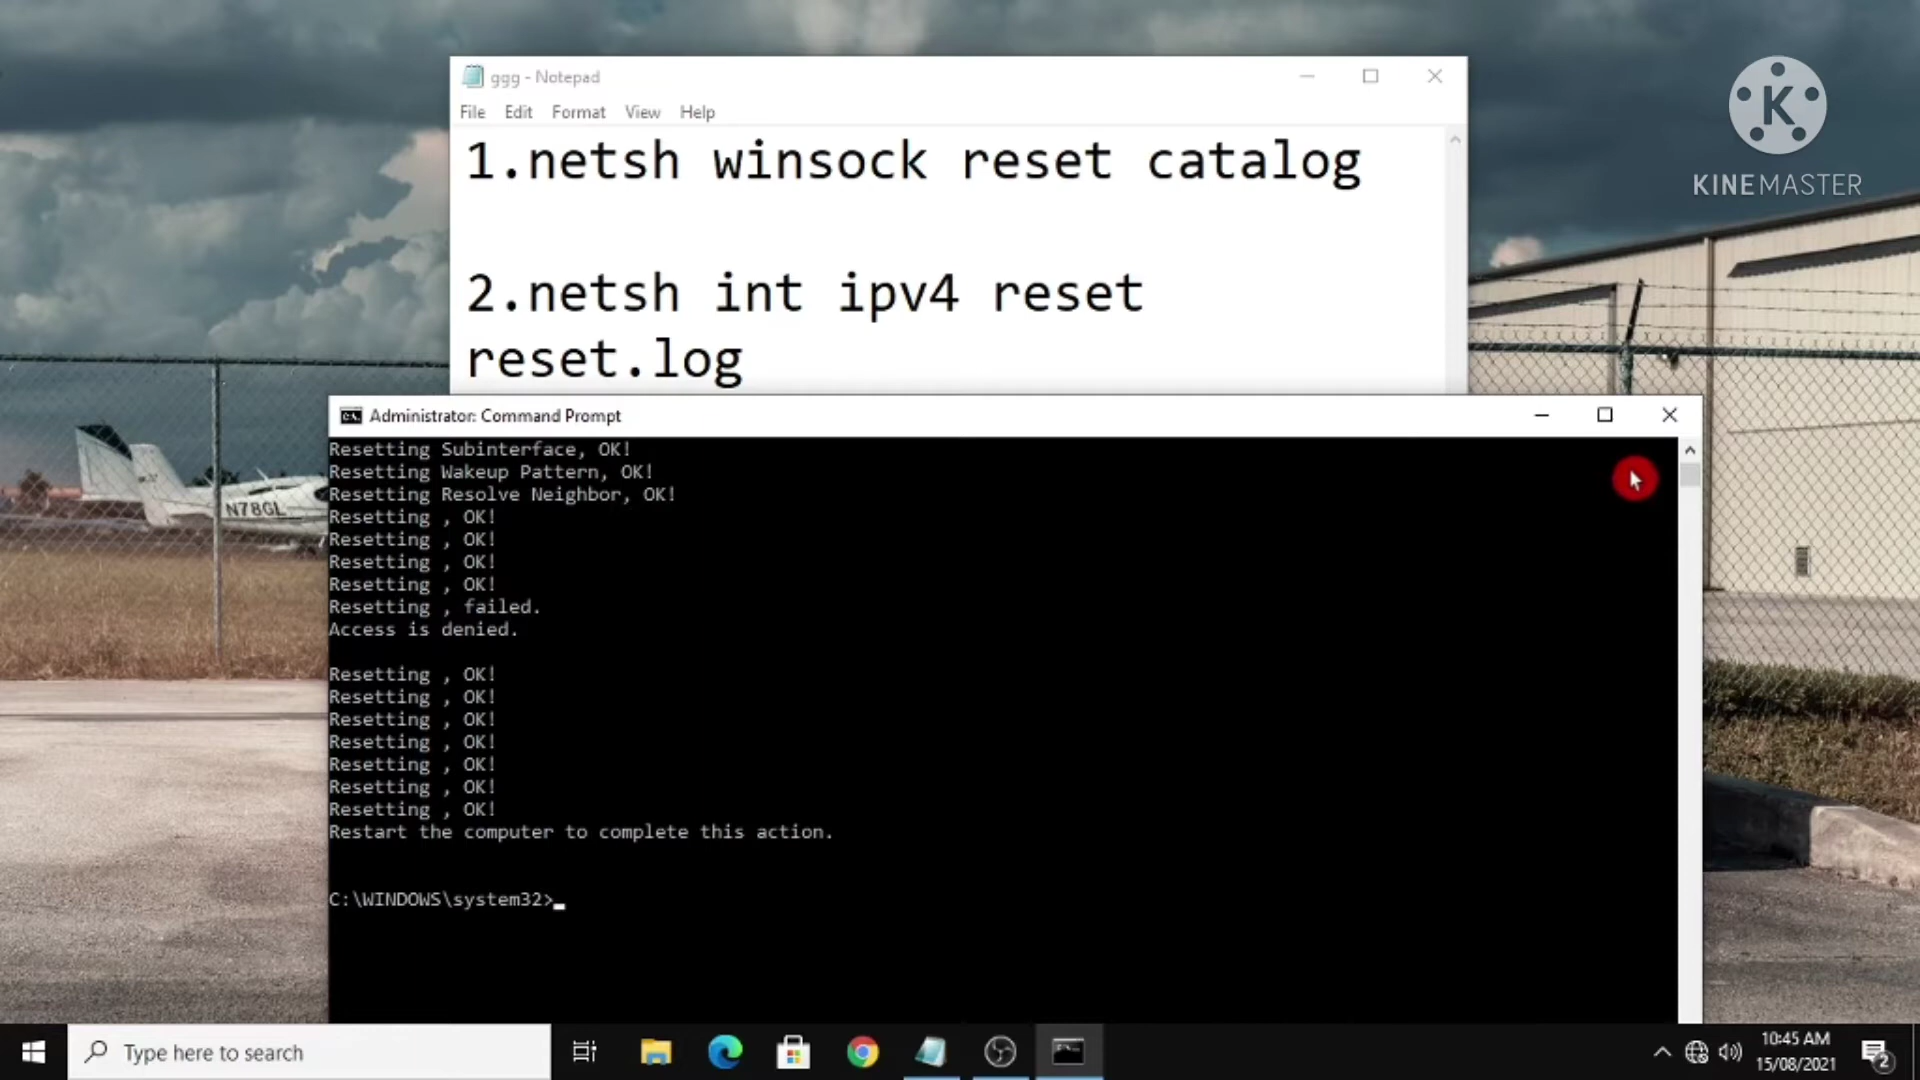 ggg - Notepad
File Edit Format View Help
1.netsh winsock reset catalog
2.netsh int ipv4 reset
reset.log
K
KINEMASTER
Administrator: Command Prompt
Resetting Subinterface, OK!
Resetting Wakeup Pattern, OK!
Resetting Resolve Neighbor, OK!
Resetting , OK!
Resetting , OK!
Resetting , OK!
Resetting , OK!
Resetting , failed.
Access is denied.
Resetting , OK!
Resetting , OK!
Resetting , OK!
Resetting , OK!
Resetting , OK!
Resetting , OK!
Resetting , OK!
Restart the computer to complete this action.
C:\WINDOWS\system32>
N78GL
Type here to search
10:45 AM
15/08/2021
2